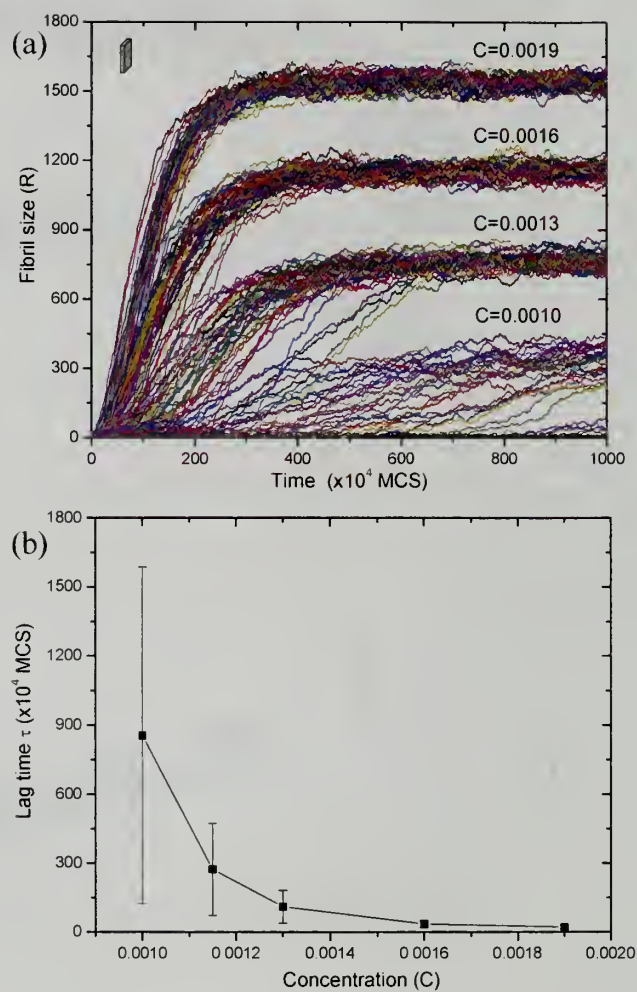 (a)
1800
1500
1200
900
600
300
0
Fibril size (R)
C=0.0019
C=0.0016
C=0.0013
C=0.0010
0 200 400 600 800 1000
Time (x10⁴ MCS)
(b)
1800
1500
1200
900
600
300
0
Lag time τ (x10⁴ MCS)
0.0010 0.0012 0.0014 0.0016 0.0018 0.0020
Concentration (C)